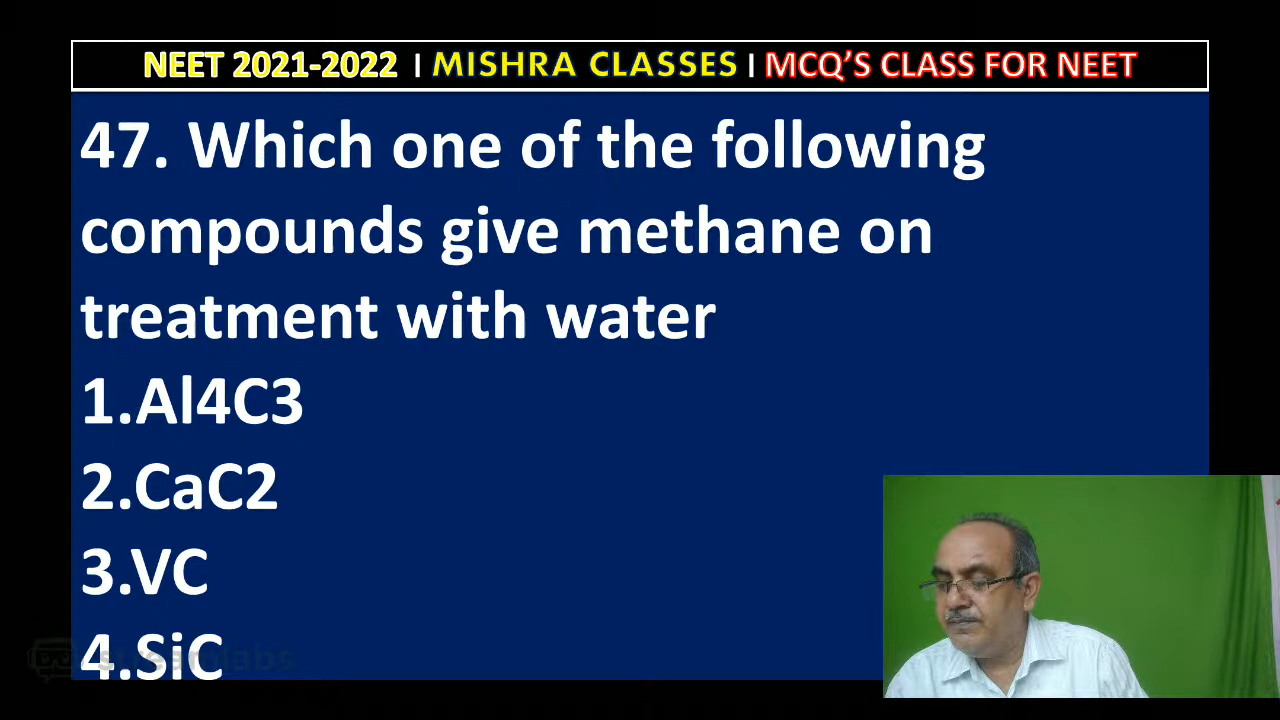 NEET 2021-2022 I MISHRA CLASSES I MCQ'S CLASS FOR NEET
47. Which one of the following
compounds give methane on
treatment with water
1.Al4C3
2.CaC2
3.VC
4.SiC
streamlabs